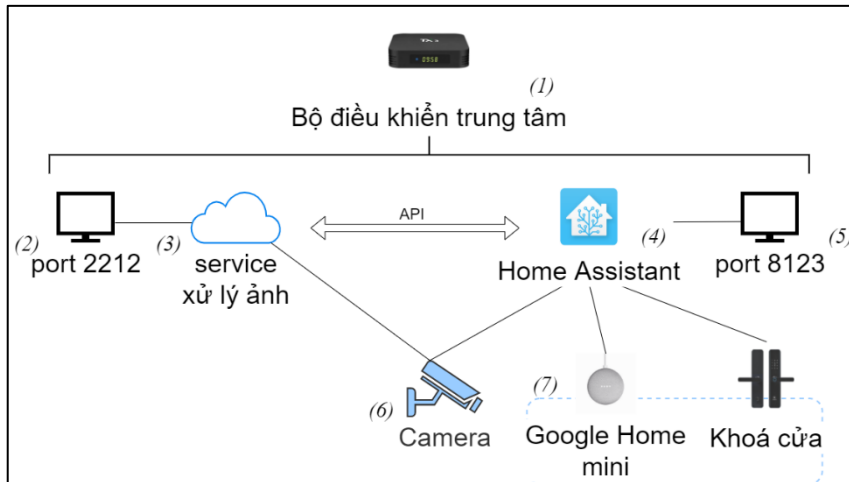 (1)
Bộ điều khiển trung tâm
API
(2)
port 2212
(3)
service
xử lý ảnh
(4)
Home Assistant
(5)
port 8123
(6)
Camera
(7)
Google Home
mini
Khoá cửa